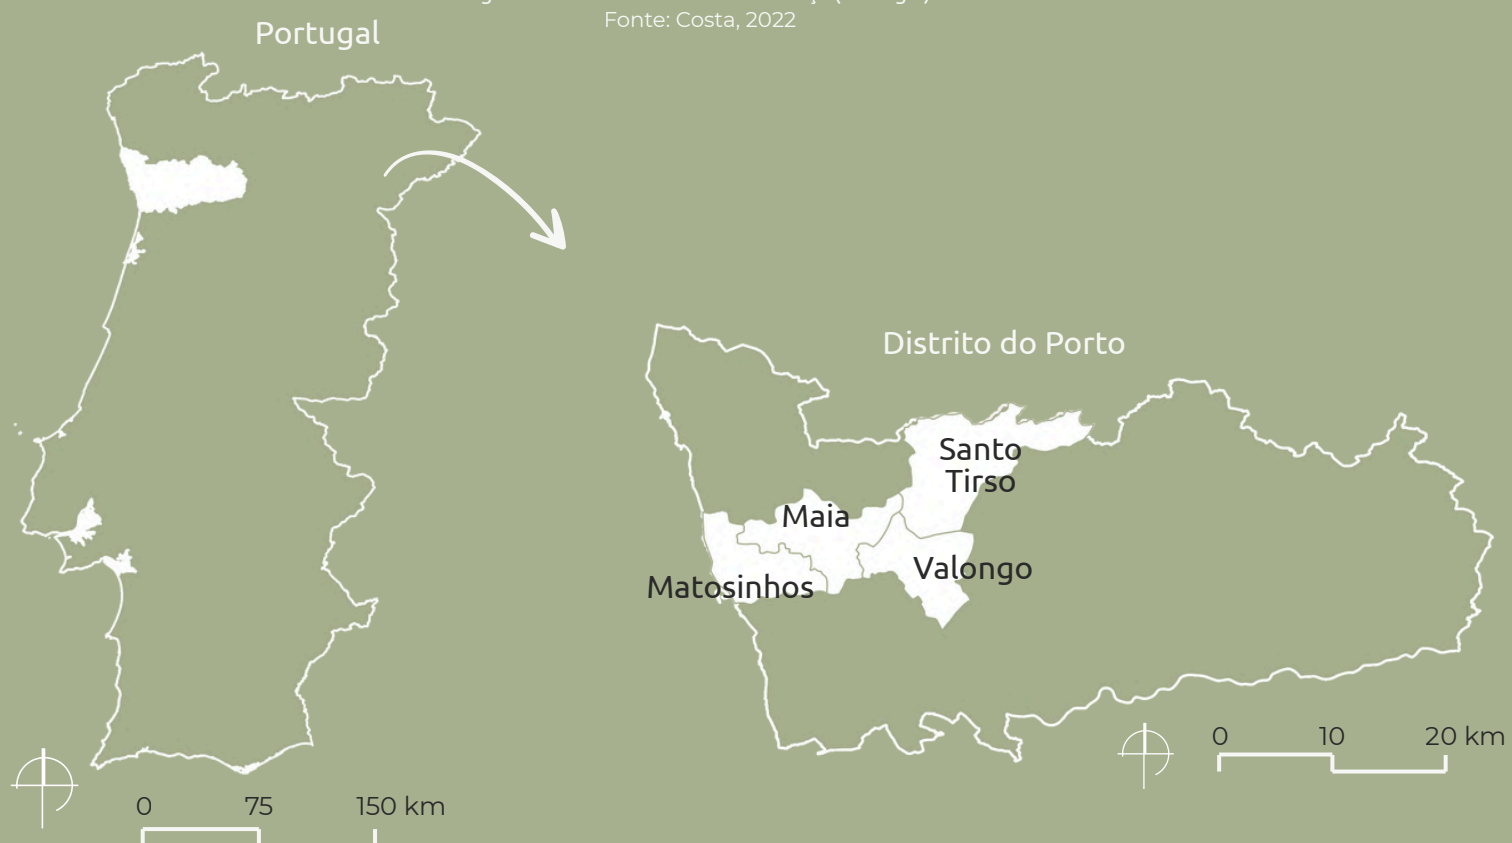 Fonte: Costa, 2022
Portugal
Distrito do Porto
Santo
Tirso
Maia
Valongo
Matosinhos
0 10 20 km
0 75 150 km